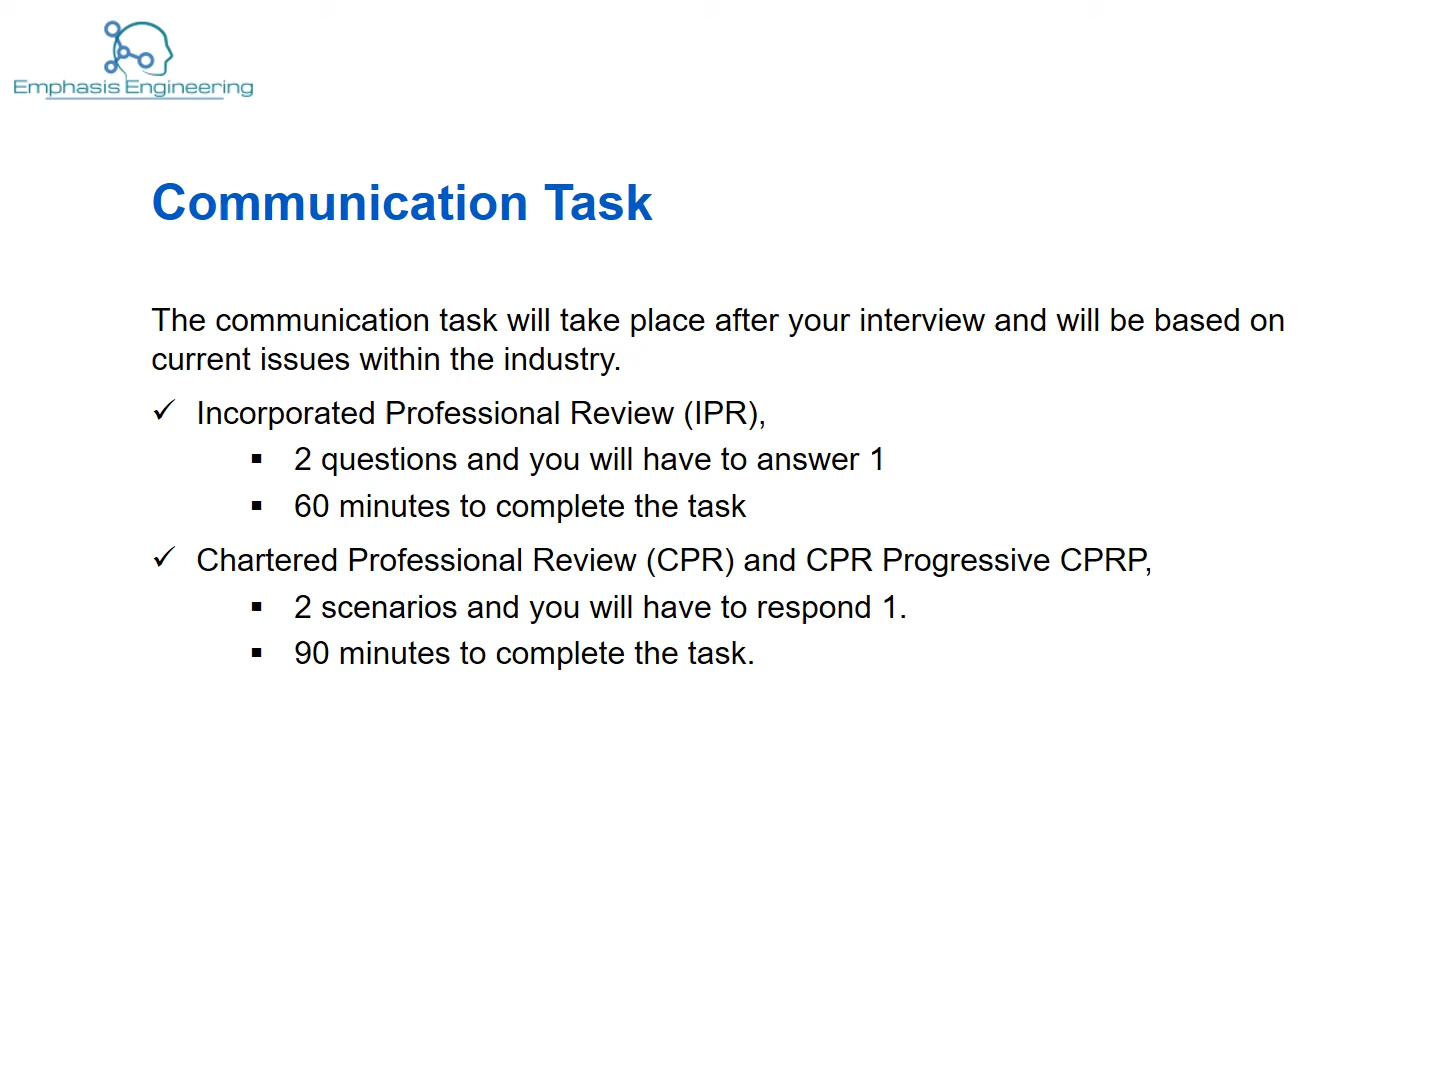 Emphasis Engineering
Communication Task
The communication task will take place after your interview and will be based on
current issues within the industry.
✓ Incorporated Professional Review (IPR),
▪ 2 questions and you will have to answer 1
▪ 60 minutes to complete the task
✓ Chartered Professional Review (CPR) and CPR Progressive CPRP,
▪ 2 scenarios and you will have to respond 1.
▪ 90 minutes to complete the task.